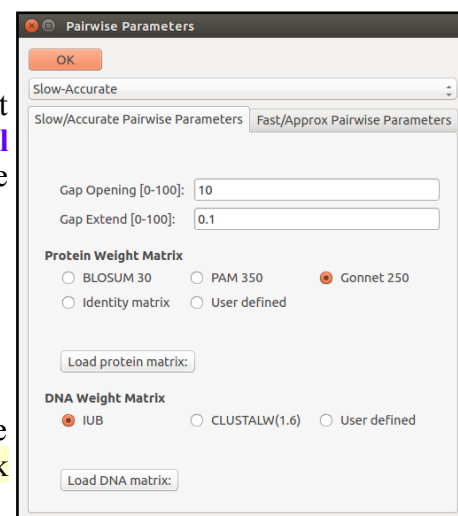 Pairwise Parameters
OK
Slow-Accurate
Slow/Accurate Pairwise Parameters Fast/Approx Pairwise Parameters
Gap Opening [0-100]: 10
Gap Extend [0-100]: 0.1
Protein Weight Matrix
BLOSUM 30 PAM 350 Gonnet 250
Identity matrix User defined
Load protein matrix:
DNA Weight Matrix
IUB CLUSTALW(1.6) User defined
Load DNA matrix: